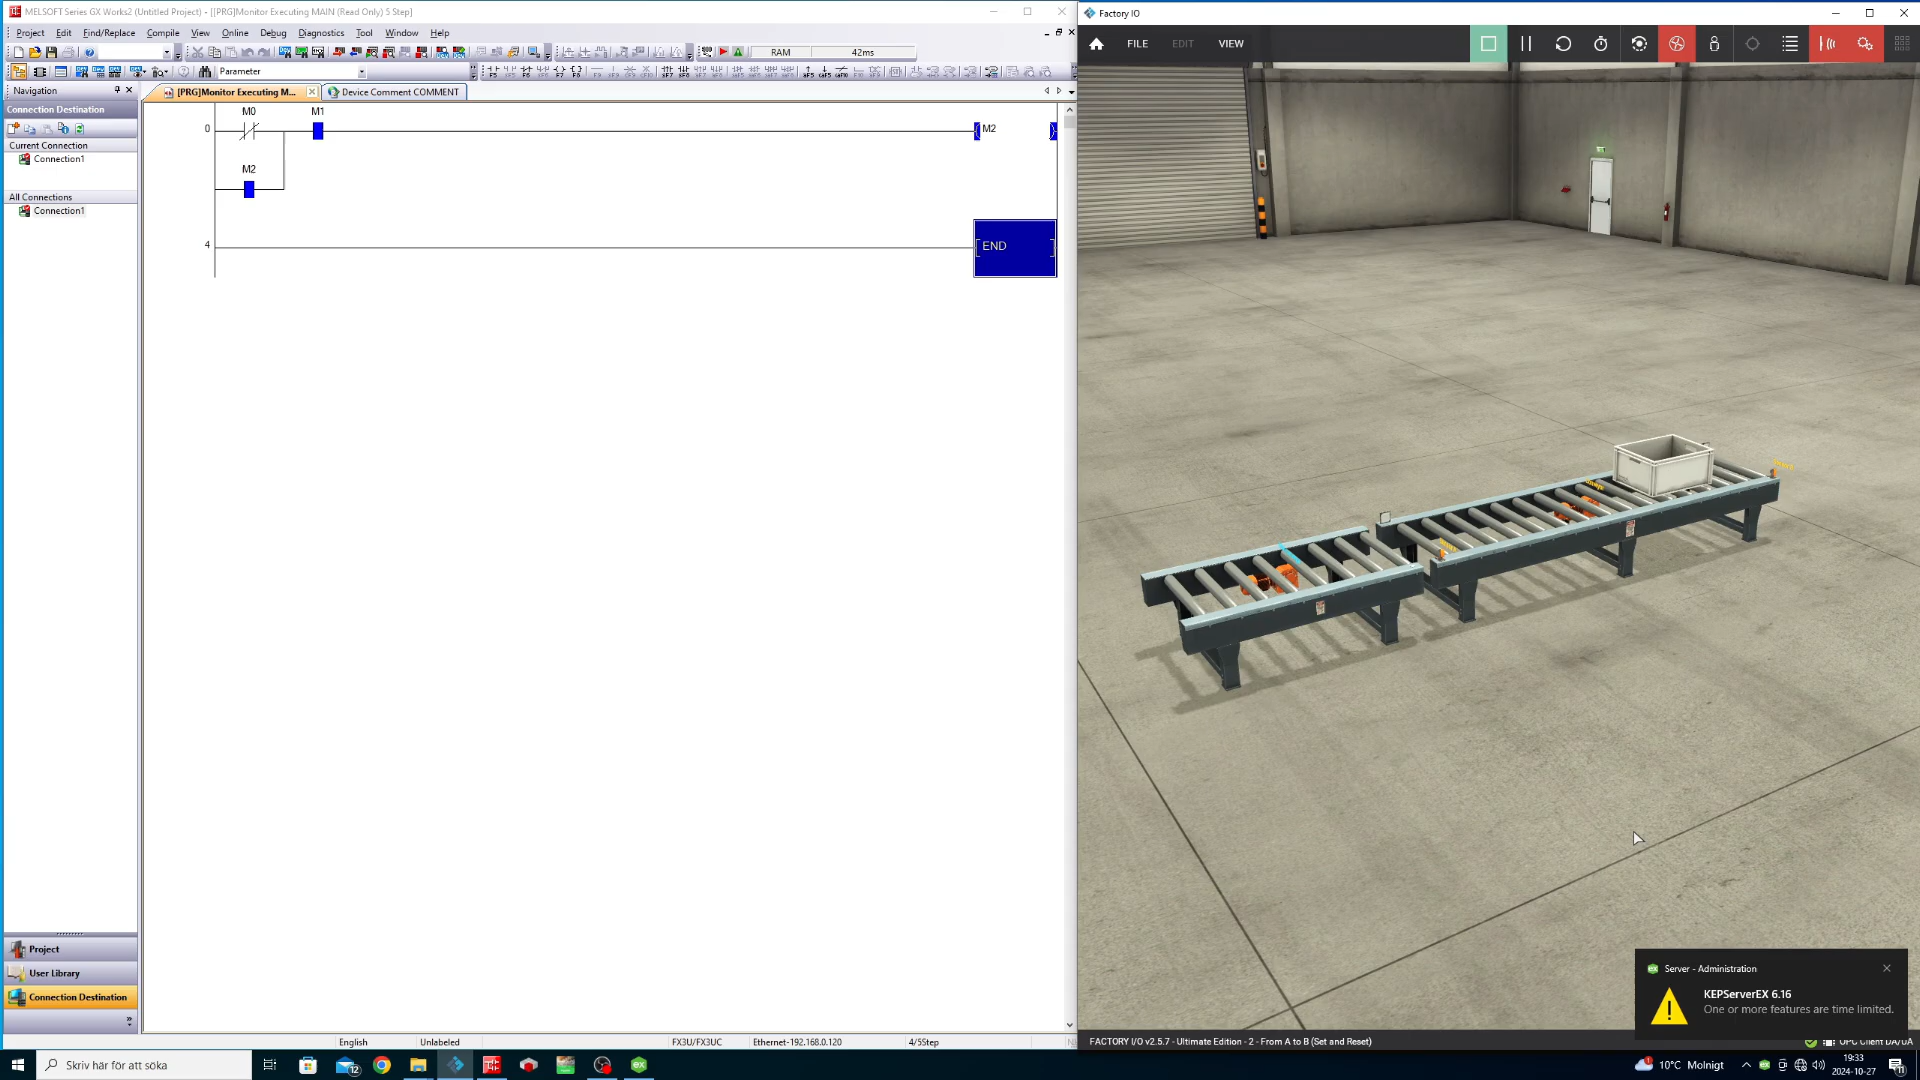 MELSOFT Series GX Works2 (Untitled Project) - [[PRG]Monitor Executing MAIN (Read Only) 5 Step]
Project Edit Find/Replace Compile View Online Debug Diagnostics Tool Window Help
RAM 42ms
Parameter
Navigation
[PRG]Monitor Executing M...
Device Comment COMMENT
Connection Destination
Current Connection
Connection1
All Connections
Connection1
M0 M1
0
M2
M2
4
END
Project
User Library
Connection Destination
English
Unlabeled
FX3U/FX3UC
Ethernet-192.168.0.120
4/5Step
Factory IO
FILE EDIT VIEW
Server - Administration
KEPServerEX 6.16
One or more features are time limited.
FACTORY I/O v2.5.7 - Ultimate Edition - 2 - From A to B (Set and Reset)
OPC Client DA/UA
Skriv här för att söka
12
10°C Molnigt
19:33
2024-10-27